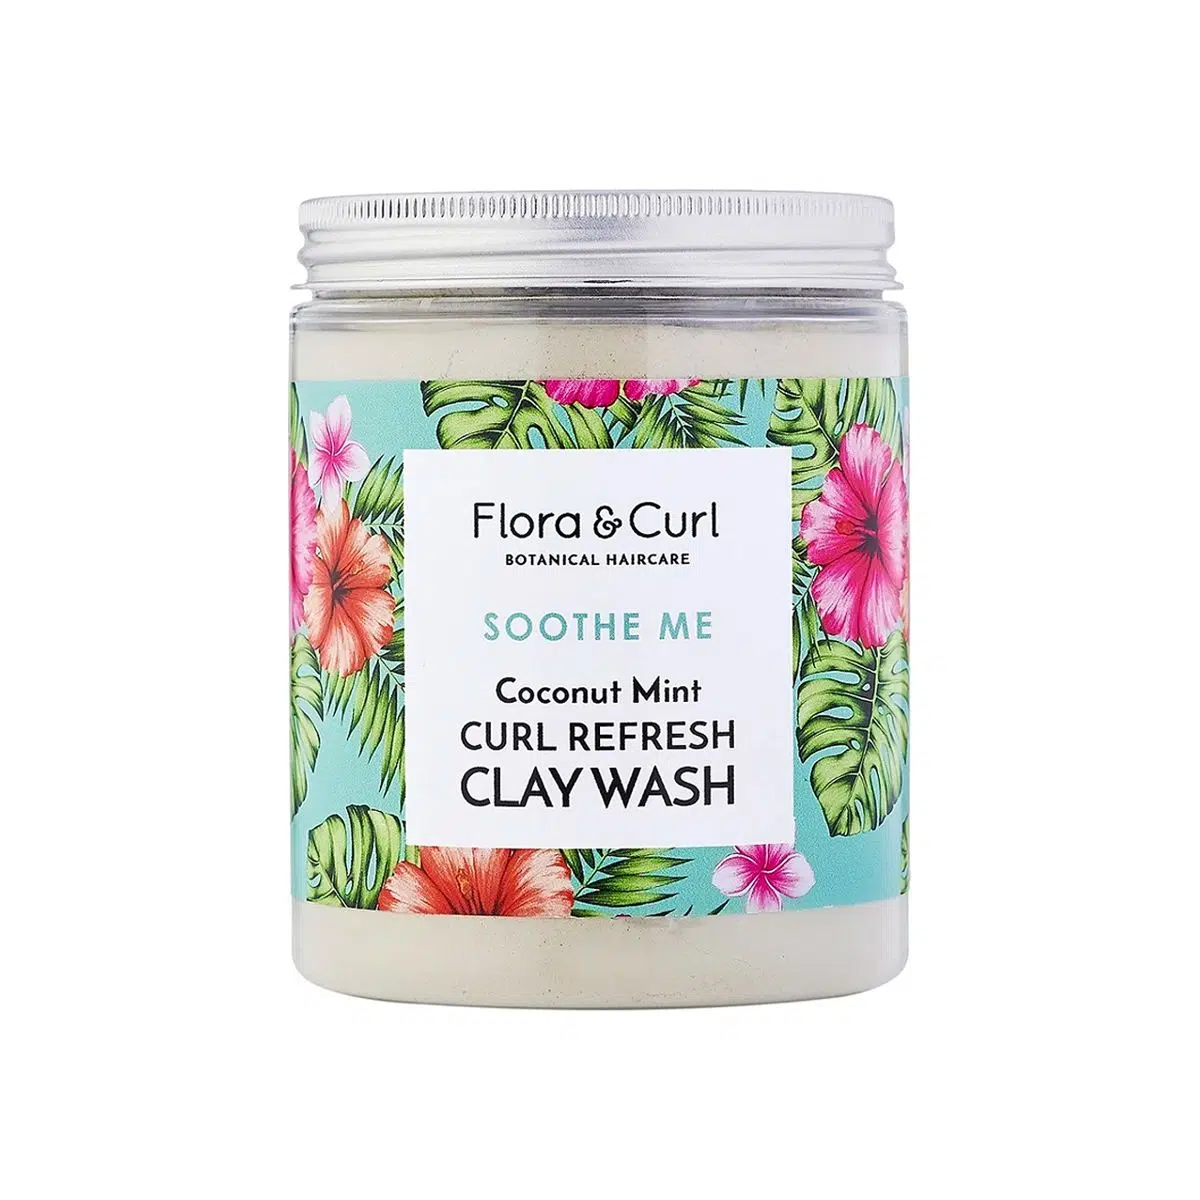 Flora & Curl
BOTANICAL HAIRCARE
SOOTHE ME
Coconut Mint
CURL REFRESH
CLAY WASH